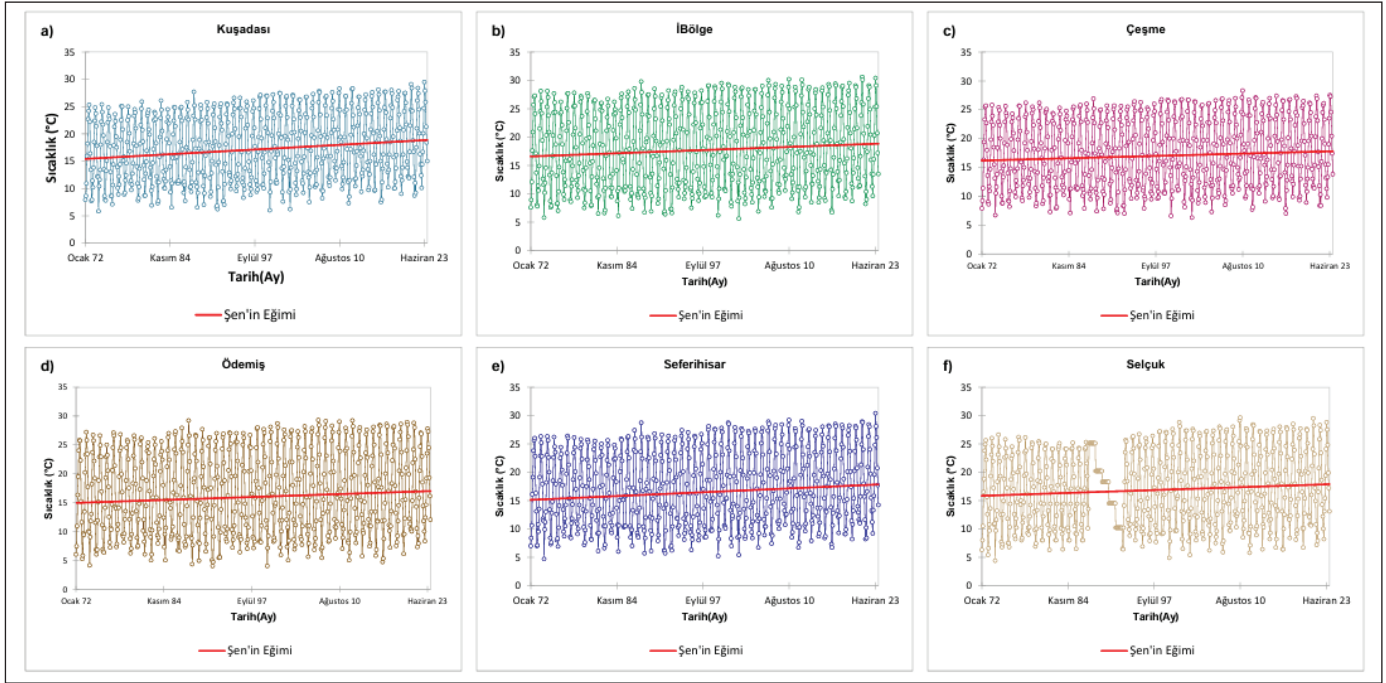 a)
Kuşadası
35
30
25
20
15
10
5
0
Sıcaklık (°C)
Ocak 72 Kasım 84 Eylül 97 Ağustos 10 Haziran 23
Tarih(Ay)
Şen'in Eğimi
b)
İBölge
35
30
25
20
15
10
5
0
Sıcaklık (°C)
Ocak 72 Kasım 84 Eylül 97 Ağustos 10 Haziran 23
Tarih(Ay)
Şen'in Eğimi
c)
Çeşme
35
30
25
20
15
10
5
0
Sıcaklık (°C)
Ocak 72 Kasım 84 Eylül 97 Ağustos 10 Haziran 23
Tarih(Ay)
Şen'in Eğimi
d)
Ödemiş
35
30
25
20
15
10
5
0
Sıcaklık (°C)
Ocak 72 Kasım 84 Eylül 97 Ağustos 10 Haziran 23
Tarih(Ay)
Şen'in Eğimi
e)
Seferihisar
35
30
25
20
15
10
5
0
Sıcaklık (°C)
Ocak 72 Kasım 84 Eylül 97 Ağustos 10 Haziran 23
Tarih(Ay)
Şen'in Eğimi
f)
Selçuk
35
30
25
20
15
10
5
0
Sıcaklık (°C)
Ocak 72 Kasım 84 Eylül 97 Ağustos 10 Haziran 23
Tarih(Ay)
Şen'in Eğimi